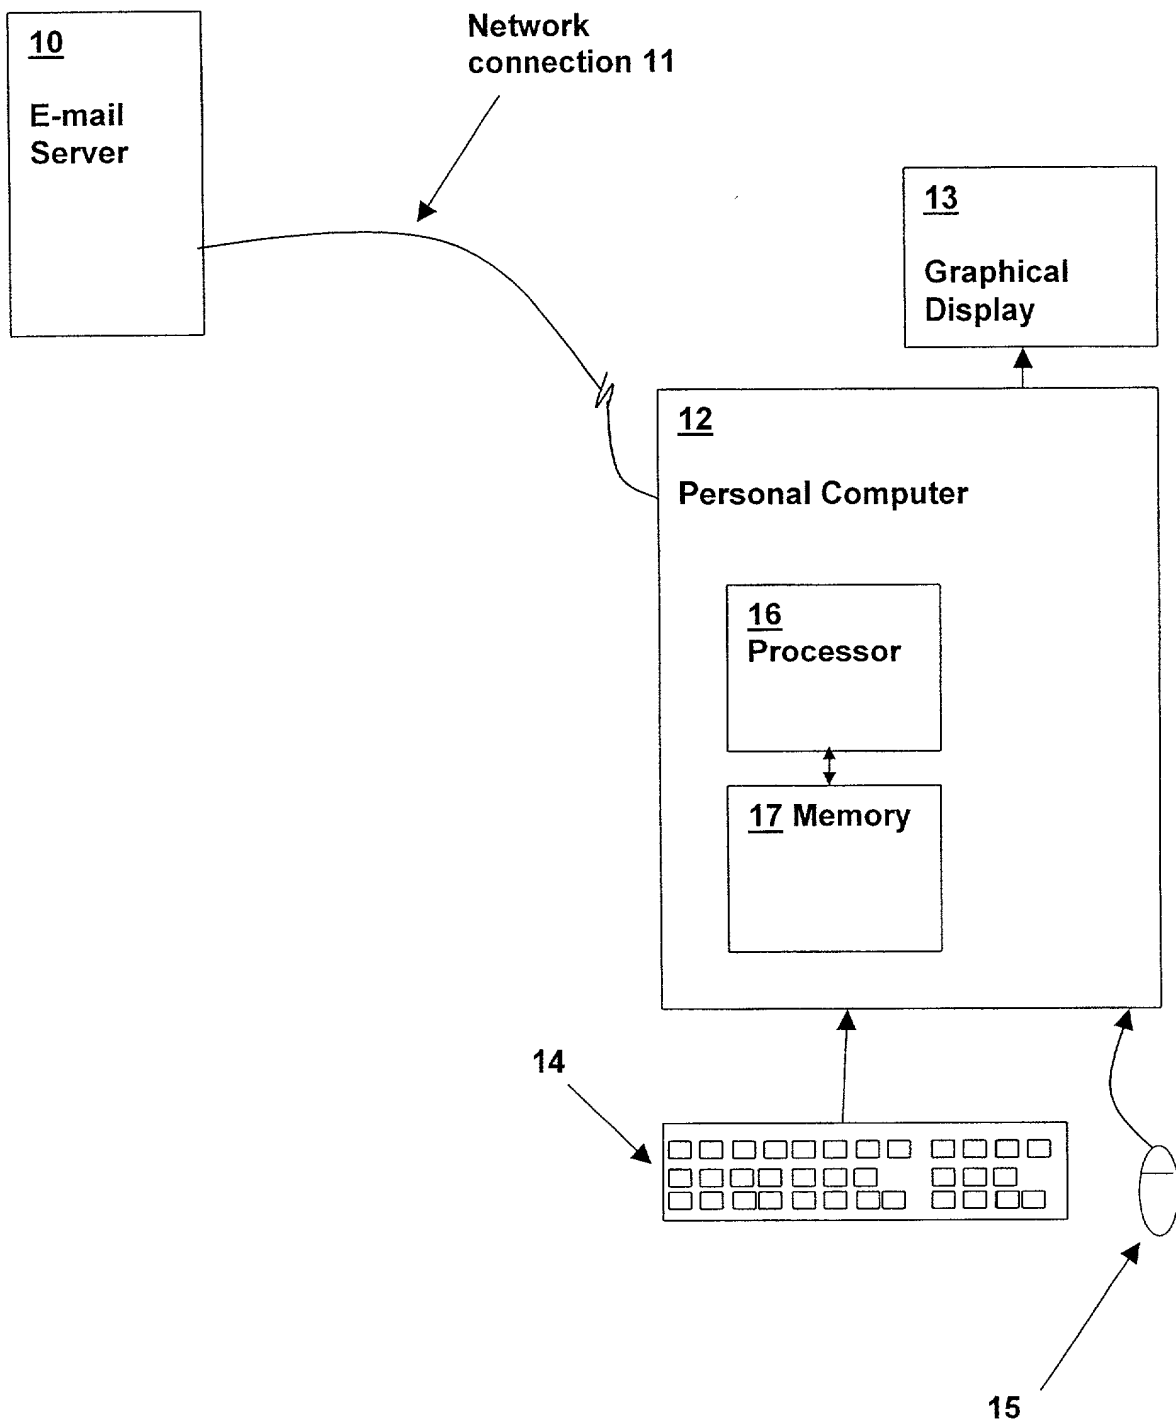 10
E-mail
Server
Network
connection 11
13
Graphical
Display
12
Personal Computer
16
Processor
17 Memory
14
15